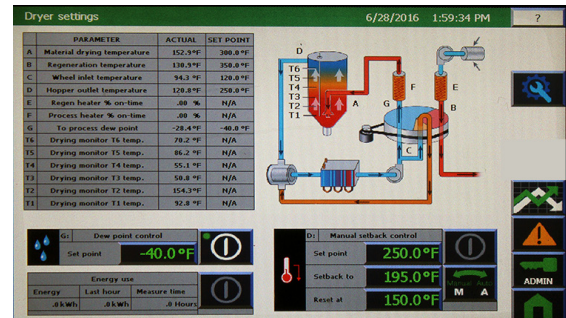 Dryer settings 6/28/2016 1:59:34 PM ?
PARAMETER ACTUAL SET POINT
A Material drying temperature 152.9°F 300.0°F
B Regeneration temperature 130.9°F 350.0°F
C Wheel inlet temperature 94.3 °F 120.0°F
D Hopper outlet temperature 120.8°F 250.0°F
E Regen heater % on-time .00 % N/A
F Process heater % on-time .00 % N/A
G To process dew point -28.4°F -40.0°F
T6 Drying monitor T6 temp. 70.2 °F N/A
T5 Drying monitor T5 temp. 86.2 °F N/A
T4 Drying monitor T4 temp. 55.1 °F N/A
T3 Drying monitor T3 temp. 50.8 °F N/A
T2 Drying monitor T2 temp. 154.3°F N/A
T1 Drying monitor T1 temp. 92.8 °F N/A
D
T6
T5
T4
T3
T2
T1
A
F
G
E
B
C
G: Dew point control
Set point -40.0°F
Energy use
Energy Last hour Measure time
.0 kWh .0 kWh .0 Hours
D: Manual setback control
Set point 250.0°F
Setback to 195.0°F
Reset at 150.0°F
Manual Auto
M A
ADMIN